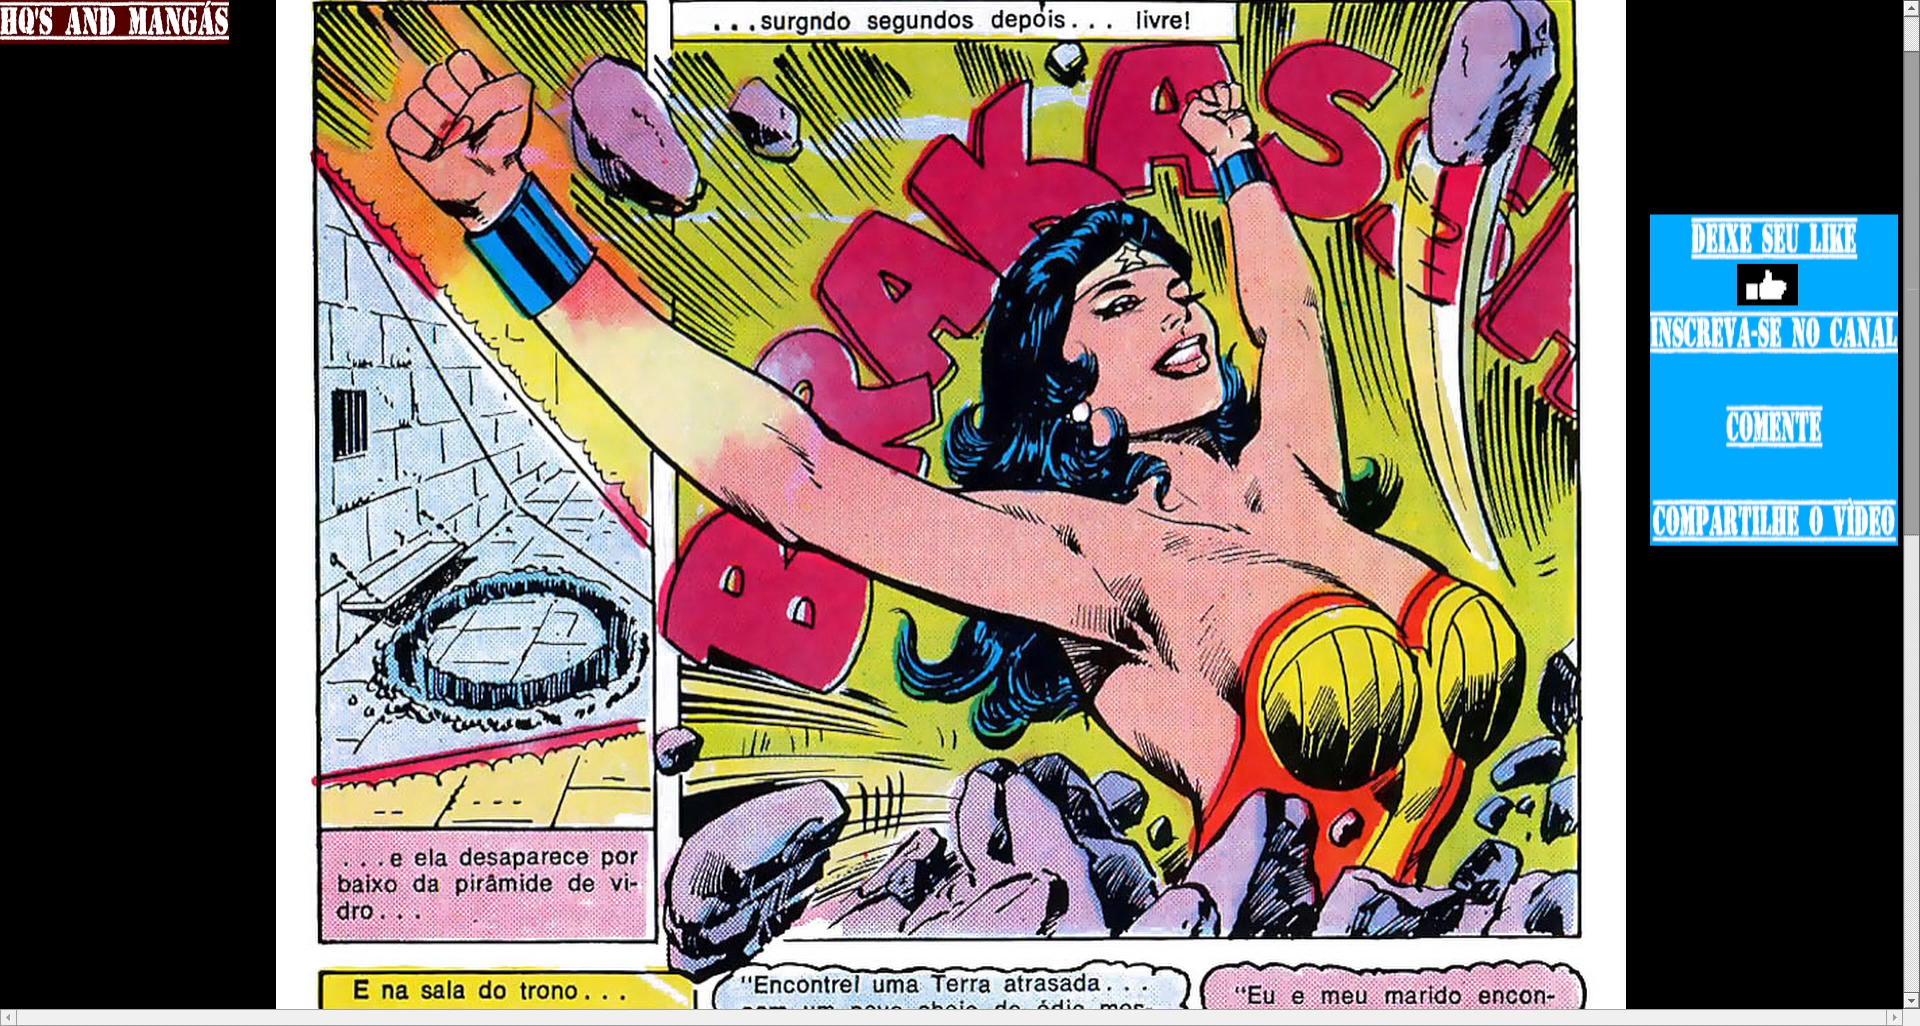 HQ'S AND MANGÁS
...surgndo segundos depois... livre!
BRAKAS
...e ela desaparece por
baixo da pirâmide de vi-
dro...
E na sala do trono...
"Encontrei uma Terra atrasada...
"Eu e meu marido encon-
DEIXE SEU LIKE
INSCREVA-SE NO CANAL
COMENTE
COMPARTILHE O VÍDEO